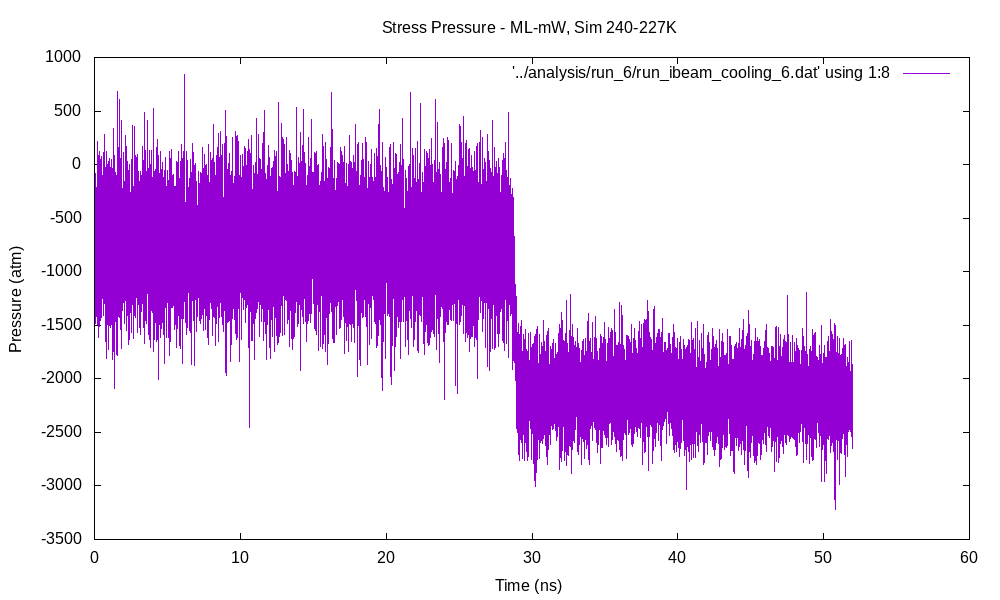 Stress Pressure - ML-mW, Sim 240-227K
'../analysis/run_6/run_ibeam_cooling_6.dat' using 1:8
1000
500
0
-500
-1000
-1500
-2000
-2500
-3000
-3500
Pressure (atm)
0 10 20 30 40 50 60
Time (ns)